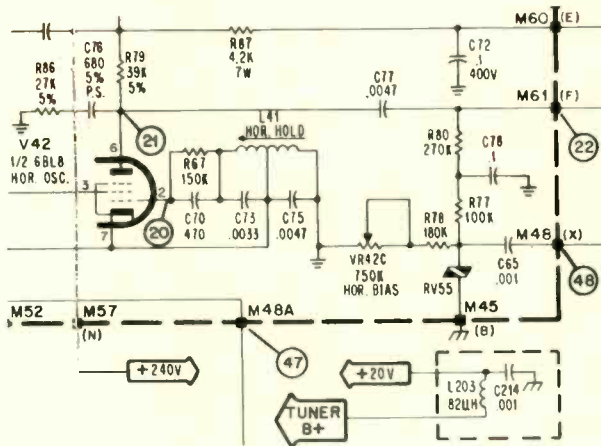 M60 (E)
R86
27K
5%
C76
680
5%
P.S.
R79
39K
5%
R87
4.2K
7W
C72
.1
400V
C77
.0047
M61 (F)
L41
HOR. HOLD
V42
1/2 6BL8
HOR. OSC.
21
22
6
3
2
7
20
R67
150K
C70
470
C73
.0033
C75
.0047
R80
270K
C78
.1
R77
100K
R78
180K
VR42C
750K
HOR. BIAS
M48 (X)
C65
.001
48
RV55
M52
M57
(N)
M48A
M45
(B)
47
+240V
+20V
TUNER
B+
L203
82UH
C214
.001